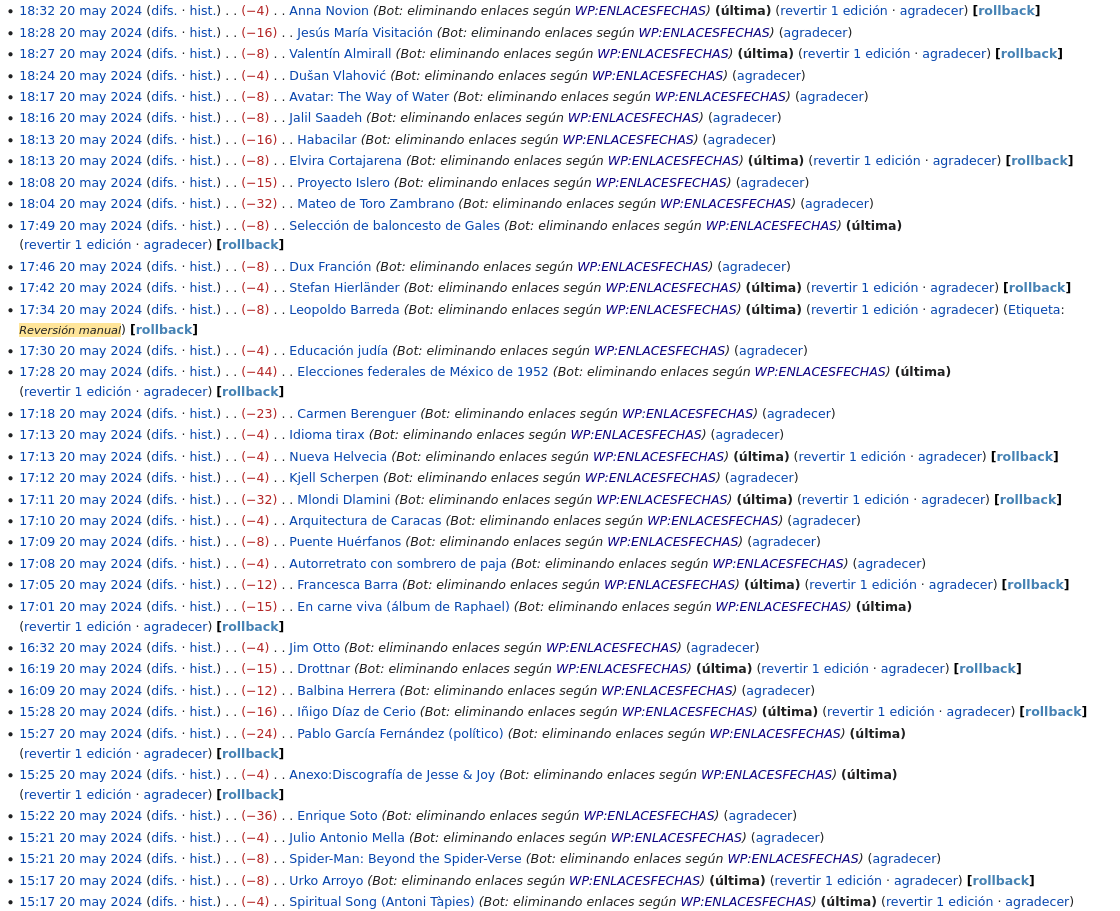 • 18:32 20 may 2024 (difs. · hist.) . . (−4) . . Anna Novion (Bot: eliminando enlaces según WP:ENLACESFECHAS) (última) (revertir 1 edición · agradecer) [rollback]
• 18:28 20 may 2024 (difs. · hist.) . . (−16) . . Jesús María Visitación (Bot: eliminando enlaces según WP:ENLACESFECHAS) (agradecer)
• 18:27 20 may 2024 (difs. · hist.) . . (−8) . . Valentín Almirall (Bot: eliminando enlaces según WP:ENLACESFECHAS) (última) (revertir 1 edición · agradecer) [rollback]
• 18:24 20 may 2024 (difs. · hist.) . . (−4) . . Dušan Vlahović (Bot: eliminando enlaces según WP:ENLACESFECHAS) (agradecer)
• 18:17 20 may 2024 (difs. · hist.) . . (−8) . . Avatar: The Way of Water (Bot: eliminando enlaces según WP:ENLACESFECHAS) (agradecer)
• 18:16 20 may 2024 (difs. · hist.) . . (−8) . . Jalil Saadeh (Bot: eliminando enlaces según WP:ENLACESFECHAS) (agradecer)
• 18:13 20 may 2024 (difs. · hist.) . . (−16) . . Habacilar (Bot: eliminando enlaces según WP:ENLACESFECHAS) (agradecer)
• 18:13 20 may 2024 (difs. · hist.) . . (−8) . . Elvira Cortajarena (Bot: eliminando enlaces según WP:ENLACESFECHAS) (última) (revertir 1 edición · agradecer) [rollback]
• 18:08 20 may 2024 (difs. · hist.) . . (−15) . . Proyecto Islero (Bot: eliminando enlaces según WP:ENLACESFECHAS) (agradecer)
• 18:04 20 may 2024 (difs. · hist.) . . (−32) . . Mateo de Toro Zambrano (Bot: eliminando enlaces según WP:ENLACESFECHAS) (agradecer)
• 17:49 20 may 2024 (difs. · hist.) . . (−8) . . Selección de baloncesto de Gales (Bot: eliminando enlaces según WP:ENLACESFECHAS) (última)
(revertir 1 edición · agradecer) [rollback]
• 17:46 20 may 2024 (difs. · hist.) . . (−8) . . Dux Franción (Bot: eliminando enlaces según WP:ENLACESFECHAS) (agradecer)
• 17:42 20 may 2024 (difs. · hist.) . . (−4) . . Stefan Hierländer (Bot: eliminando enlaces según WP:ENLACESFECHAS) (última) (revertir 1 edición · agradecer) [rollback]
• 17:34 20 may 2024 (difs. · hist.) . . (−8) . . Leopoldo Barreda (Bot: eliminando enlaces según WP:ENLACESFECHAS) (última) (revertir 1 edición · agradecer) (Etiqueta:
Reversión manual) [rollback]
• 17:30 20 may 2024 (difs. · hist.) . . (−4) . . Educación judía (Bot: eliminando enlaces según WP:ENLACESFECHAS) (agradecer)
• 17:28 20 may 2024 (difs. · hist.) . . (−44) . . Elecciones federales de México de 1952 (Bot: eliminando enlaces según WP:ENLACESFECHAS) (última)
(revertir 1 edición · agradecer) [rollback]
• 17:18 20 may 2024 (difs. · hist.) . . (−23) . . Carmen Berenguer (Bot: eliminando enlaces según WP:ENLACESFECHAS) (agradecer)
• 17:13 20 may 2024 (difs. · hist.) . . (−4) . . Idioma tirax (Bot: eliminando enlaces según WP:ENLACESFECHAS) (agradecer)
• 17:13 20 may 2024 (difs. · hist.) . . (−4) . . Nueva Helvecia (Bot: eliminando enlaces según WP:ENLACESFECHAS) (última) (revertir 1 edición · agradecer) [rollback]
• 17:12 20 may 2024 (difs. · hist.) . . (−4) . . Kjell Scherpen (Bot: eliminando enlaces según WP:ENLACESFECHAS) (agradecer)
• 17:11 20 may 2024 (difs. · hist.) . . (−32) . . Mlondi Dlamini (Bot: eliminando enlaces según WP:ENLACESFECHAS) (última) (revertir 1 edición · agradecer) [rollback]
• 17:10 20 may 2024 (difs. · hist.) . . (−4) . . Arquitectura de Caracas (Bot: eliminando enlaces según WP:ENLACESFECHAS) (agradecer)
• 17:09 20 may 2024 (difs. · hist.) . . (−8) . . Puente Huérfanos (Bot: eliminando enlaces según WP:ENLACESFECHAS) (agradecer)
• 17:08 20 may 2024 (difs. · hist.) . . (−4) . . Autorretrato con sombrero de paja (Bot: eliminando enlaces según WP:ENLACESFECHAS) (agradecer)
• 17:05 20 may 2024 (difs. · hist.) . . (−12) . . Francesca Barra (Bot: eliminando enlaces según WP:ENLACESFECHAS) (última) (revertir 1 edición · agradecer) [rollback]
• 17:01 20 may 2024 (difs. · hist.) . . (−15) . . En carne viva (álbum de Raphael) (Bot: eliminando enlaces según WP:ENLACESFECHAS) (última)
(revertir 1 edición · agradecer) [rollback]
• 16:32 20 may 2024 (difs. · hist.) . . (−4) . . Jim Otto (Bot: eliminando enlaces según WP:ENLACESFECHAS) (agradecer)
• 16:19 20 may 2024 (difs. · hist.) . . (−15) . . Drottnar (Bot: eliminando enlaces según WP:ENLACESFECHAS) (última) (revertir 1 edición · agradecer) [rollback]
• 16:09 20 may 2024 (difs. · hist.) . . (−12) . . Balbina Herrera (Bot: eliminando enlaces según WP:ENLACESFECHAS) (agradecer)
• 15:28 20 may 2024 (difs. · hist.) . . (−16) . . Iñigo Díaz de Cerio (Bot: eliminando enlaces según WP:ENLACESFECHAS) (última) (revertir 1 edición · agradecer) [rollback]
• 15:27 20 may 2024 (difs. · hist.) . . (−24) . . Pablo García Fernández (político) (Bot: eliminando enlaces según WP:ENLACESFECHAS) (última)
(revertir 1 edición · agradecer) [rollback]
• 15:25 20 may 2024 (difs. · hist.) . . (−4) . . Anexo:Discografía de Jesse & Joy (Bot: eliminando enlaces según WP:ENLACESFECHAS) (última)
(revertir 1 edición · agradecer) [rollback]
• 15:22 20 may 2024 (difs. · hist.) . . (−36) . . Enrique Soto (Bot: eliminando enlaces según WP:ENLACESFECHAS) (agradecer)
• 15:21 20 may 2024 (difs. · hist.) . . (−4) . . Julio Antonio Mella (Bot: eliminando enlaces según WP:ENLACESFECHAS) (agradecer)
• 15:21 20 may 2024 (difs. · hist.) . . (−8) . . Spider-Man: Beyond the Spider-Verse (Bot: eliminando enlaces según WP:ENLACESFECHAS) (agradecer)
• 15:17 20 may 2024 (difs. · hist.) . . (−8) . . Urko Arroyo (Bot: eliminando enlaces según WP:ENLACESFECHAS) (última) (revertir 1 edición · agradecer) [rollback]
• 15:17 20 may 2024 (difs. · hist.) . . (−4) . . Spiritual Song (Antoni Tàpies) (Bot: eliminando enlaces según WP:ENLACESFECHAS) (última) (revertir 1 edición · agradecer)